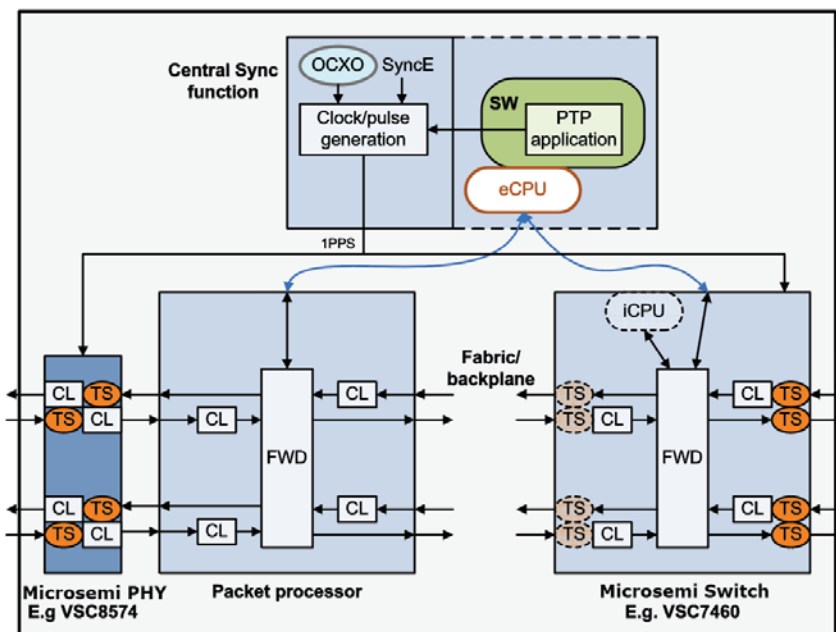 Central Sync
function
OCXO
SyncE
Clock/pulse
generation
SW
PTP
application
eCPU
1PPS
iCPU
Fabric/
backplane
CL TS
TS CL
CL
CL
FWD
CL TS
TS CL
CL
CL
TS
TS CL
CL TS
TS
FWD
TS
TS CL
CL TS
TS
Microsemi PHY
E.g VSC8574
Packet processor
Microsemi Switch
E.g. VSC7460